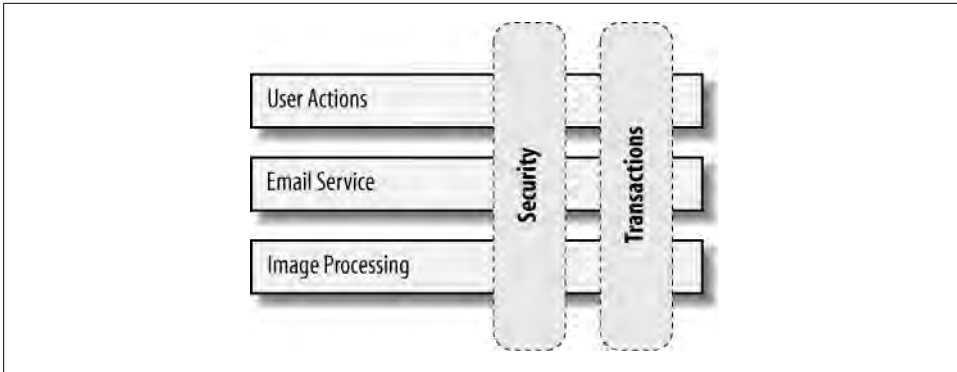 User Actions
Email Service
Image Processing
Security
Transactions